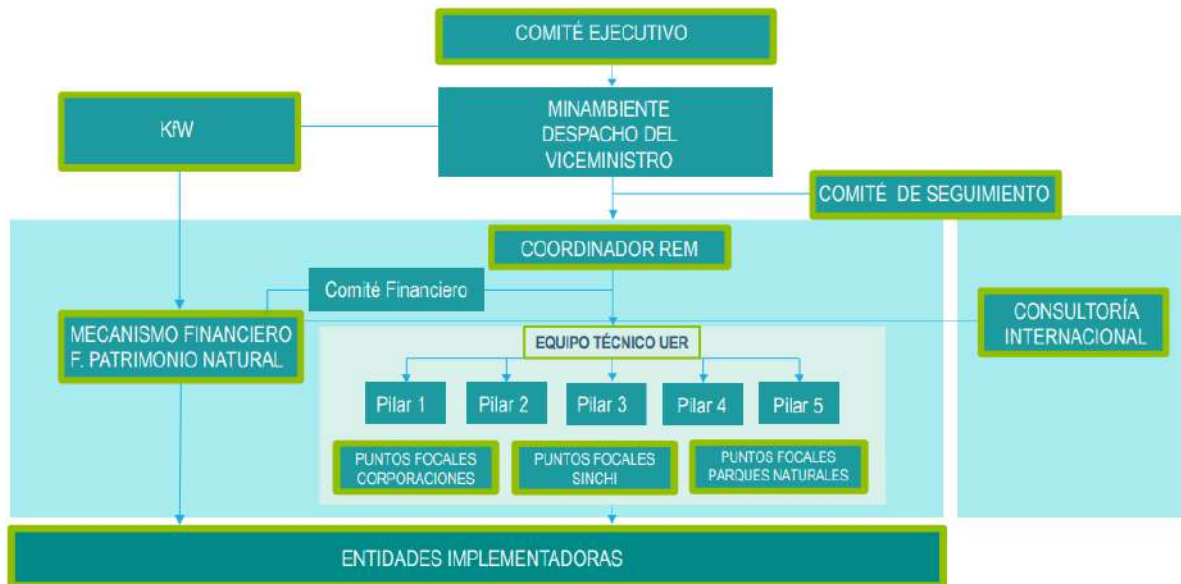 COMITÉ EJECUTIVO
KfW
MINAMBIENTE
DESPACHO DEL
VICEMINISTRO
COMITÉ DE SEGUIMIENTO
COORDINADOR REM
Comité Financiero
MECANISMO FINANCIERO
F. PATRIMONIO NATURAL
CONSULTORÍA
INTERNACIONAL
EQUIPO TÉCNICO UER
Pilar 1
Pilar 2
Pilar 3
Pilar 4
Pilar 5
PUNTOS FOCALES
CORPORACIONES
PUNTOS FOCALES
SINCHI
PUNTOS FOCALES
PARQUES NATURALES
ENTIDADES IMPLEMENTADORAS